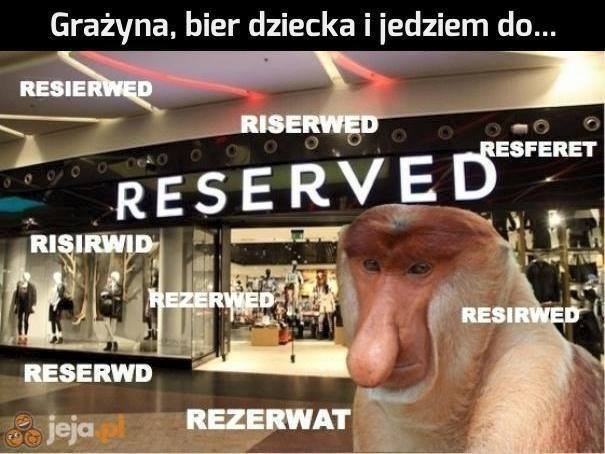 Grażyna, bier dziecka i jedziem do...
RESIERWED
RISERWED
RESFERET
RESERVED
RISIRWID
REZERWED
RESIRWED
RESERWD
REZERWAT
jeja.pl